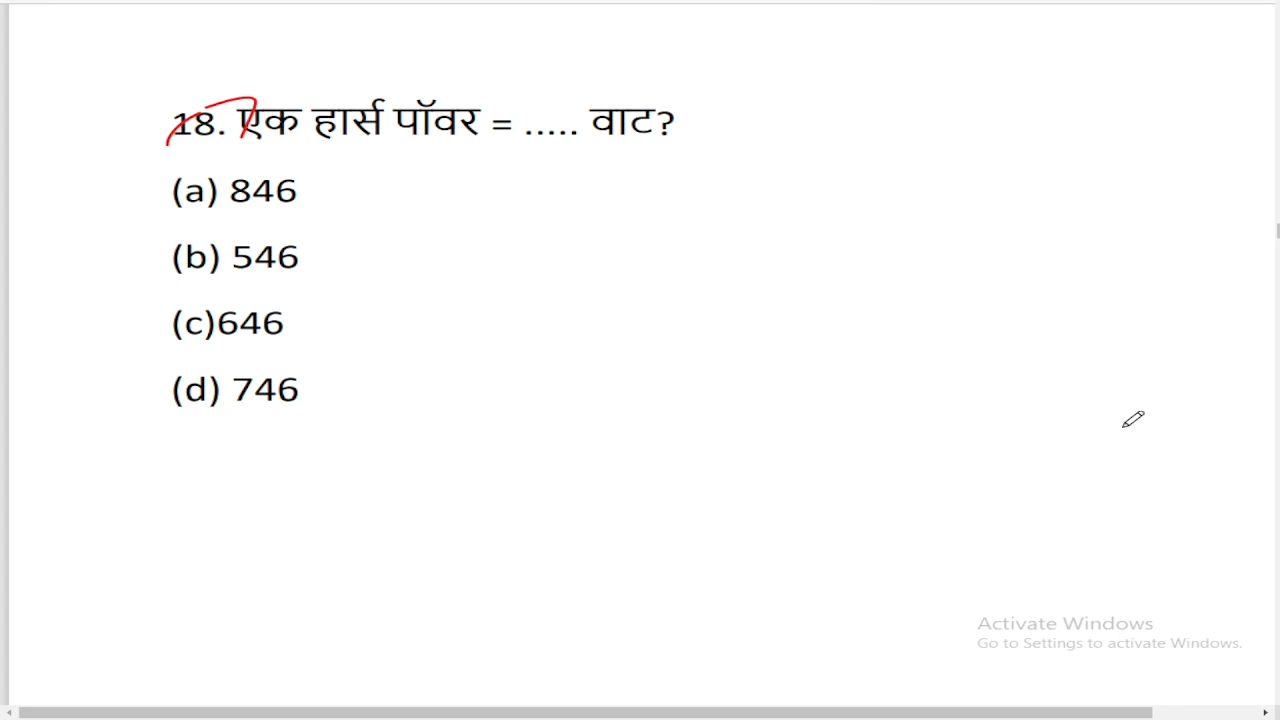 18. एक हार्स पॉवर = ..... वाट?
(a) 846
(b) 546
(c)646
(d) 746
Activate Windows
Go to Settings to activate Windows.